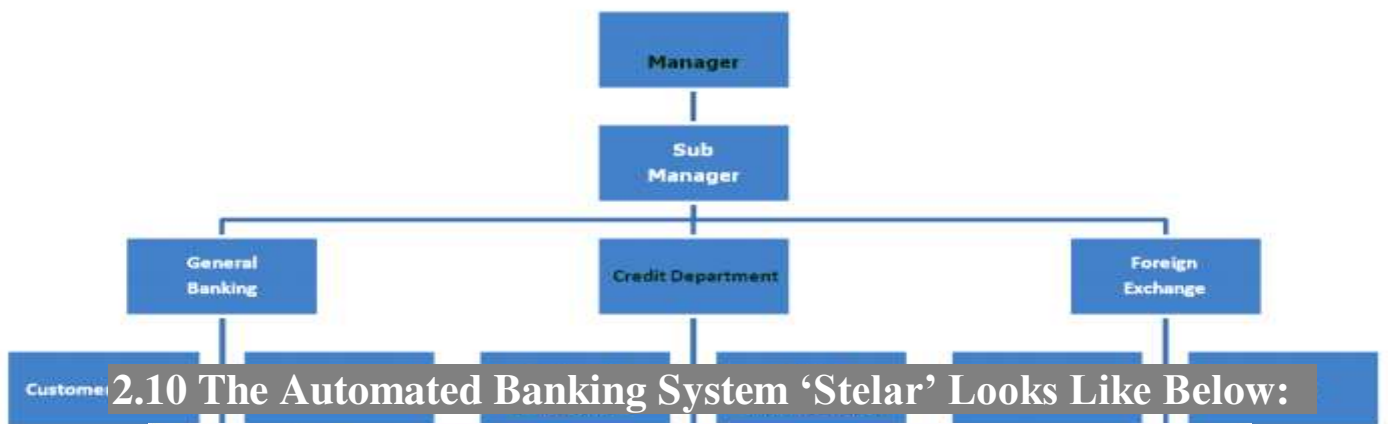 Manager
Sub
Manager
General
Banking
Credit Department
Foreign
Exchange
2.10 The Automated Banking System ‘Stelar’ Looks Like Below: